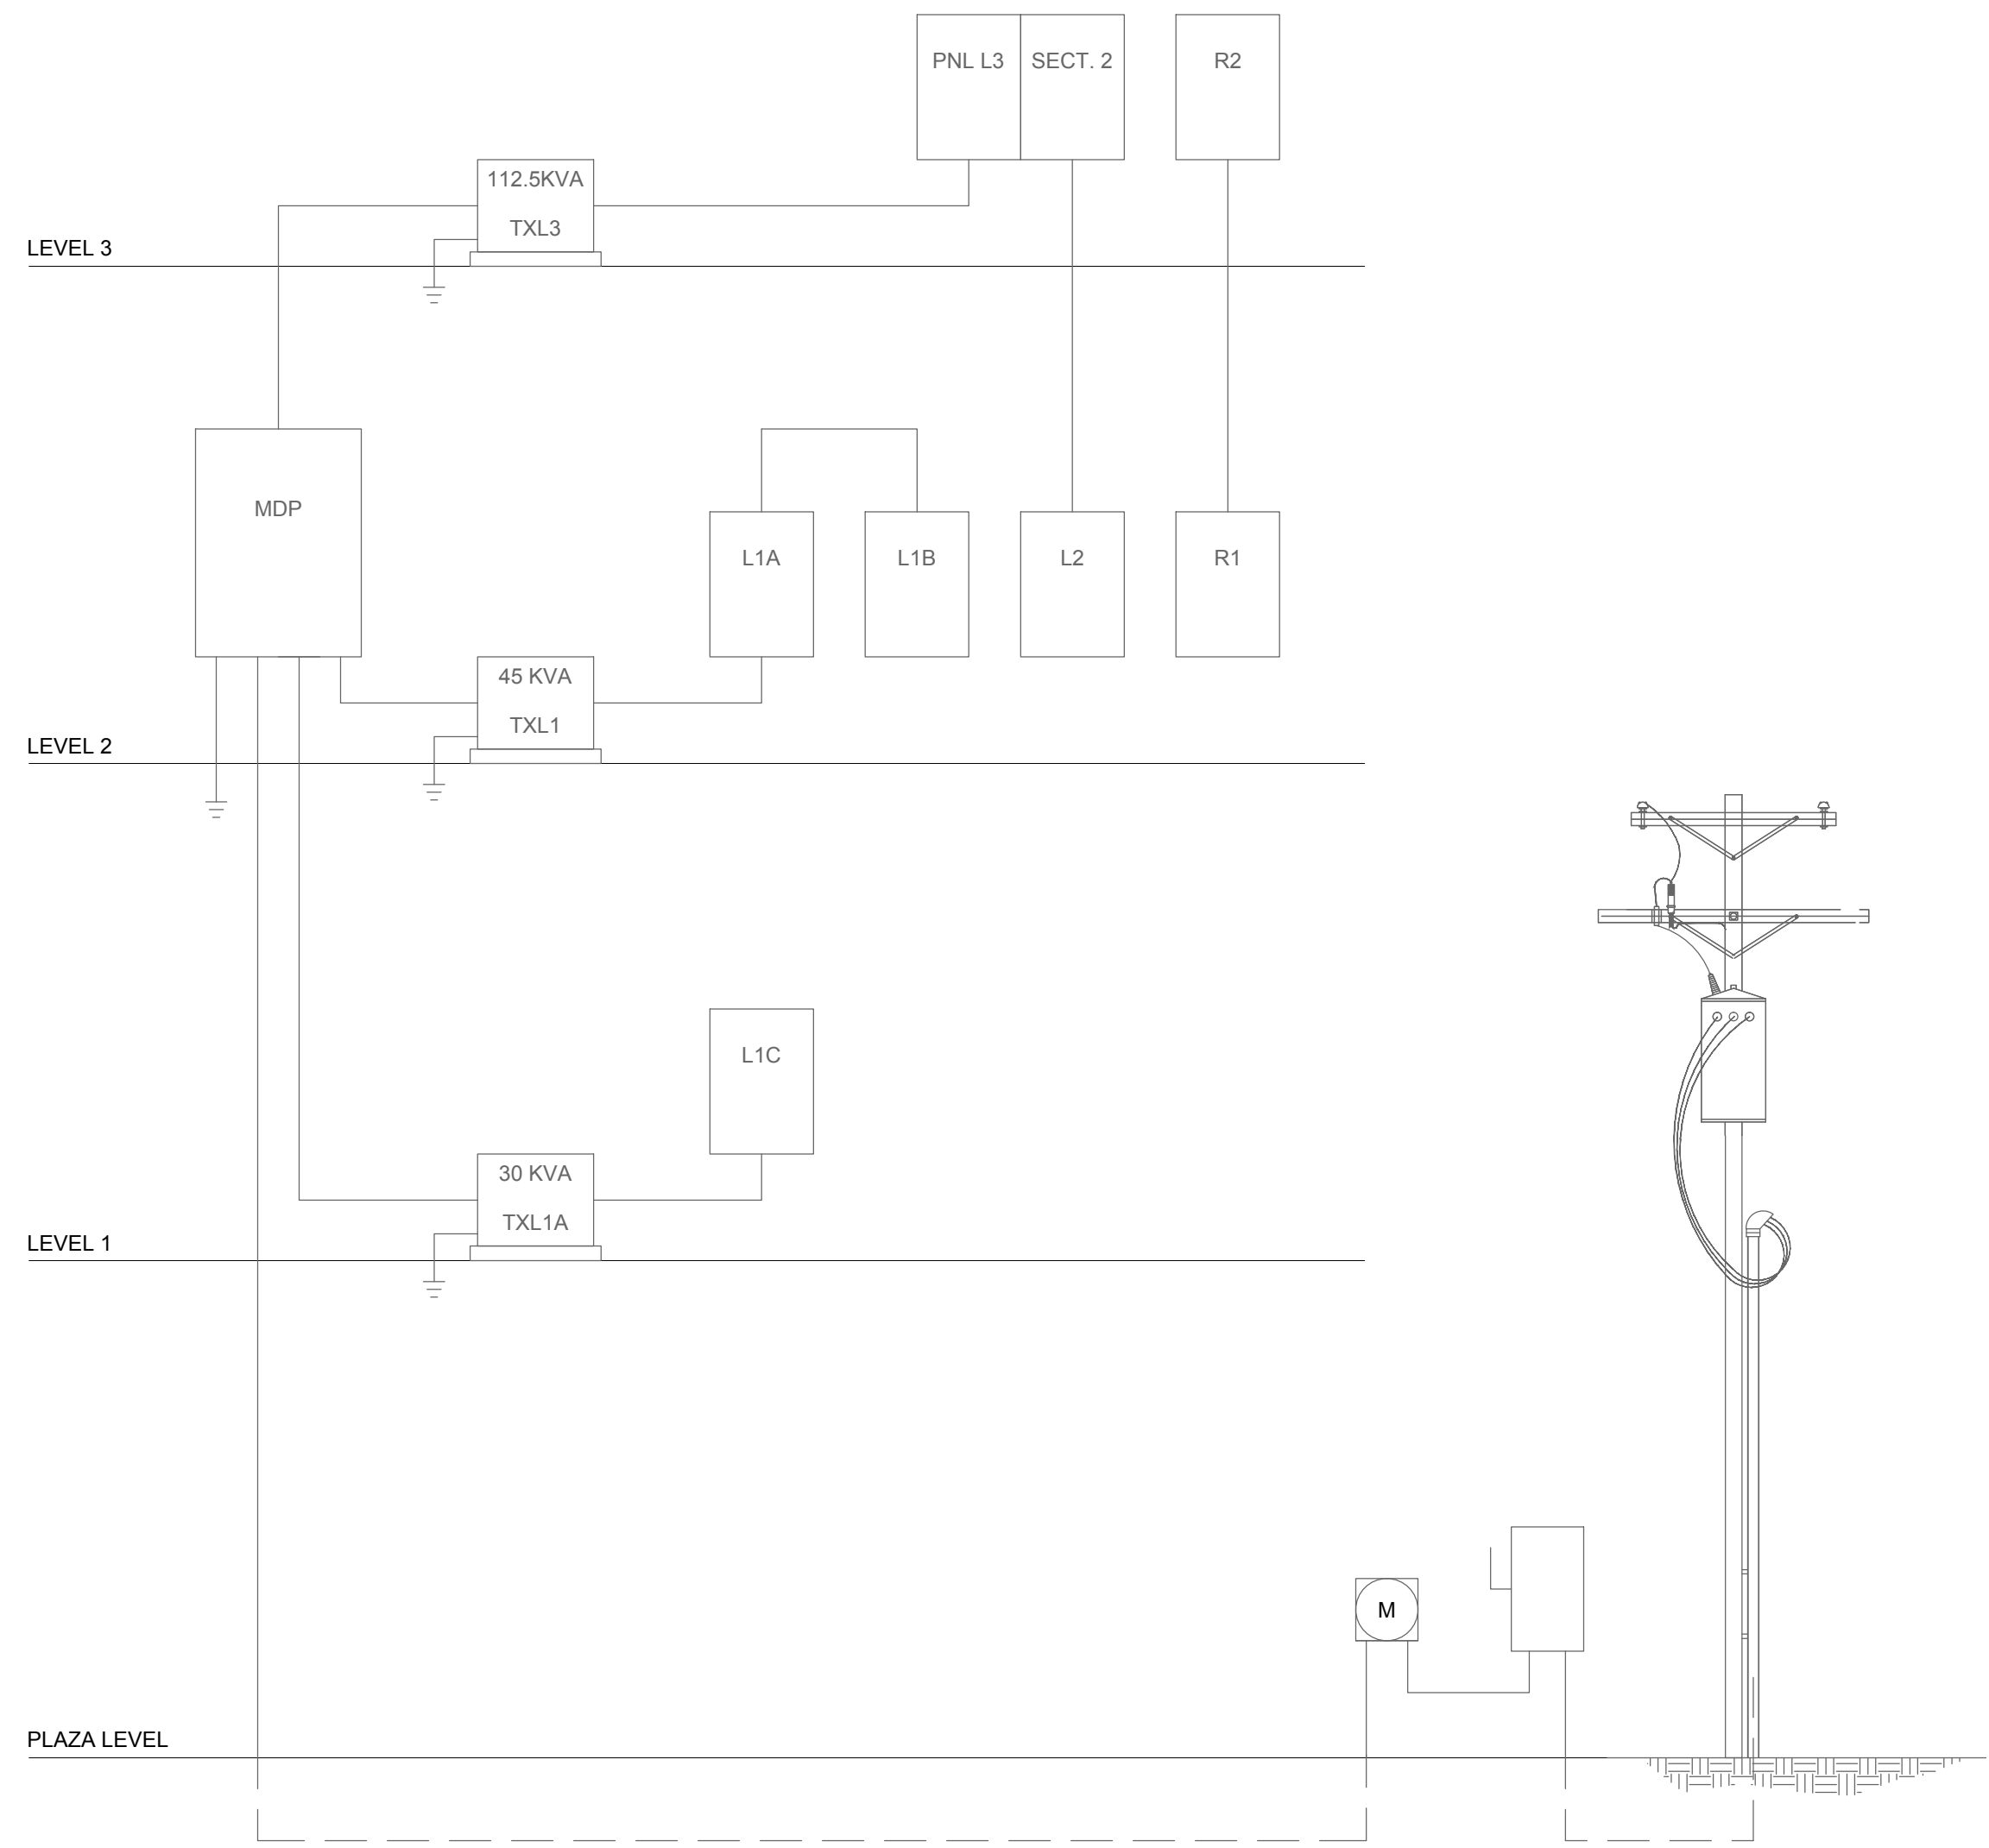 PNL L3
SECT. 2
R2
112.5KVA
TXL3
LEVEL 3
MDP
L1A
L1B
L2
R1
45 KVA
TXL1
LEVEL 2
L1C
30 KVA
TXL1A
LEVEL 1
M
PLAZA LEVEL